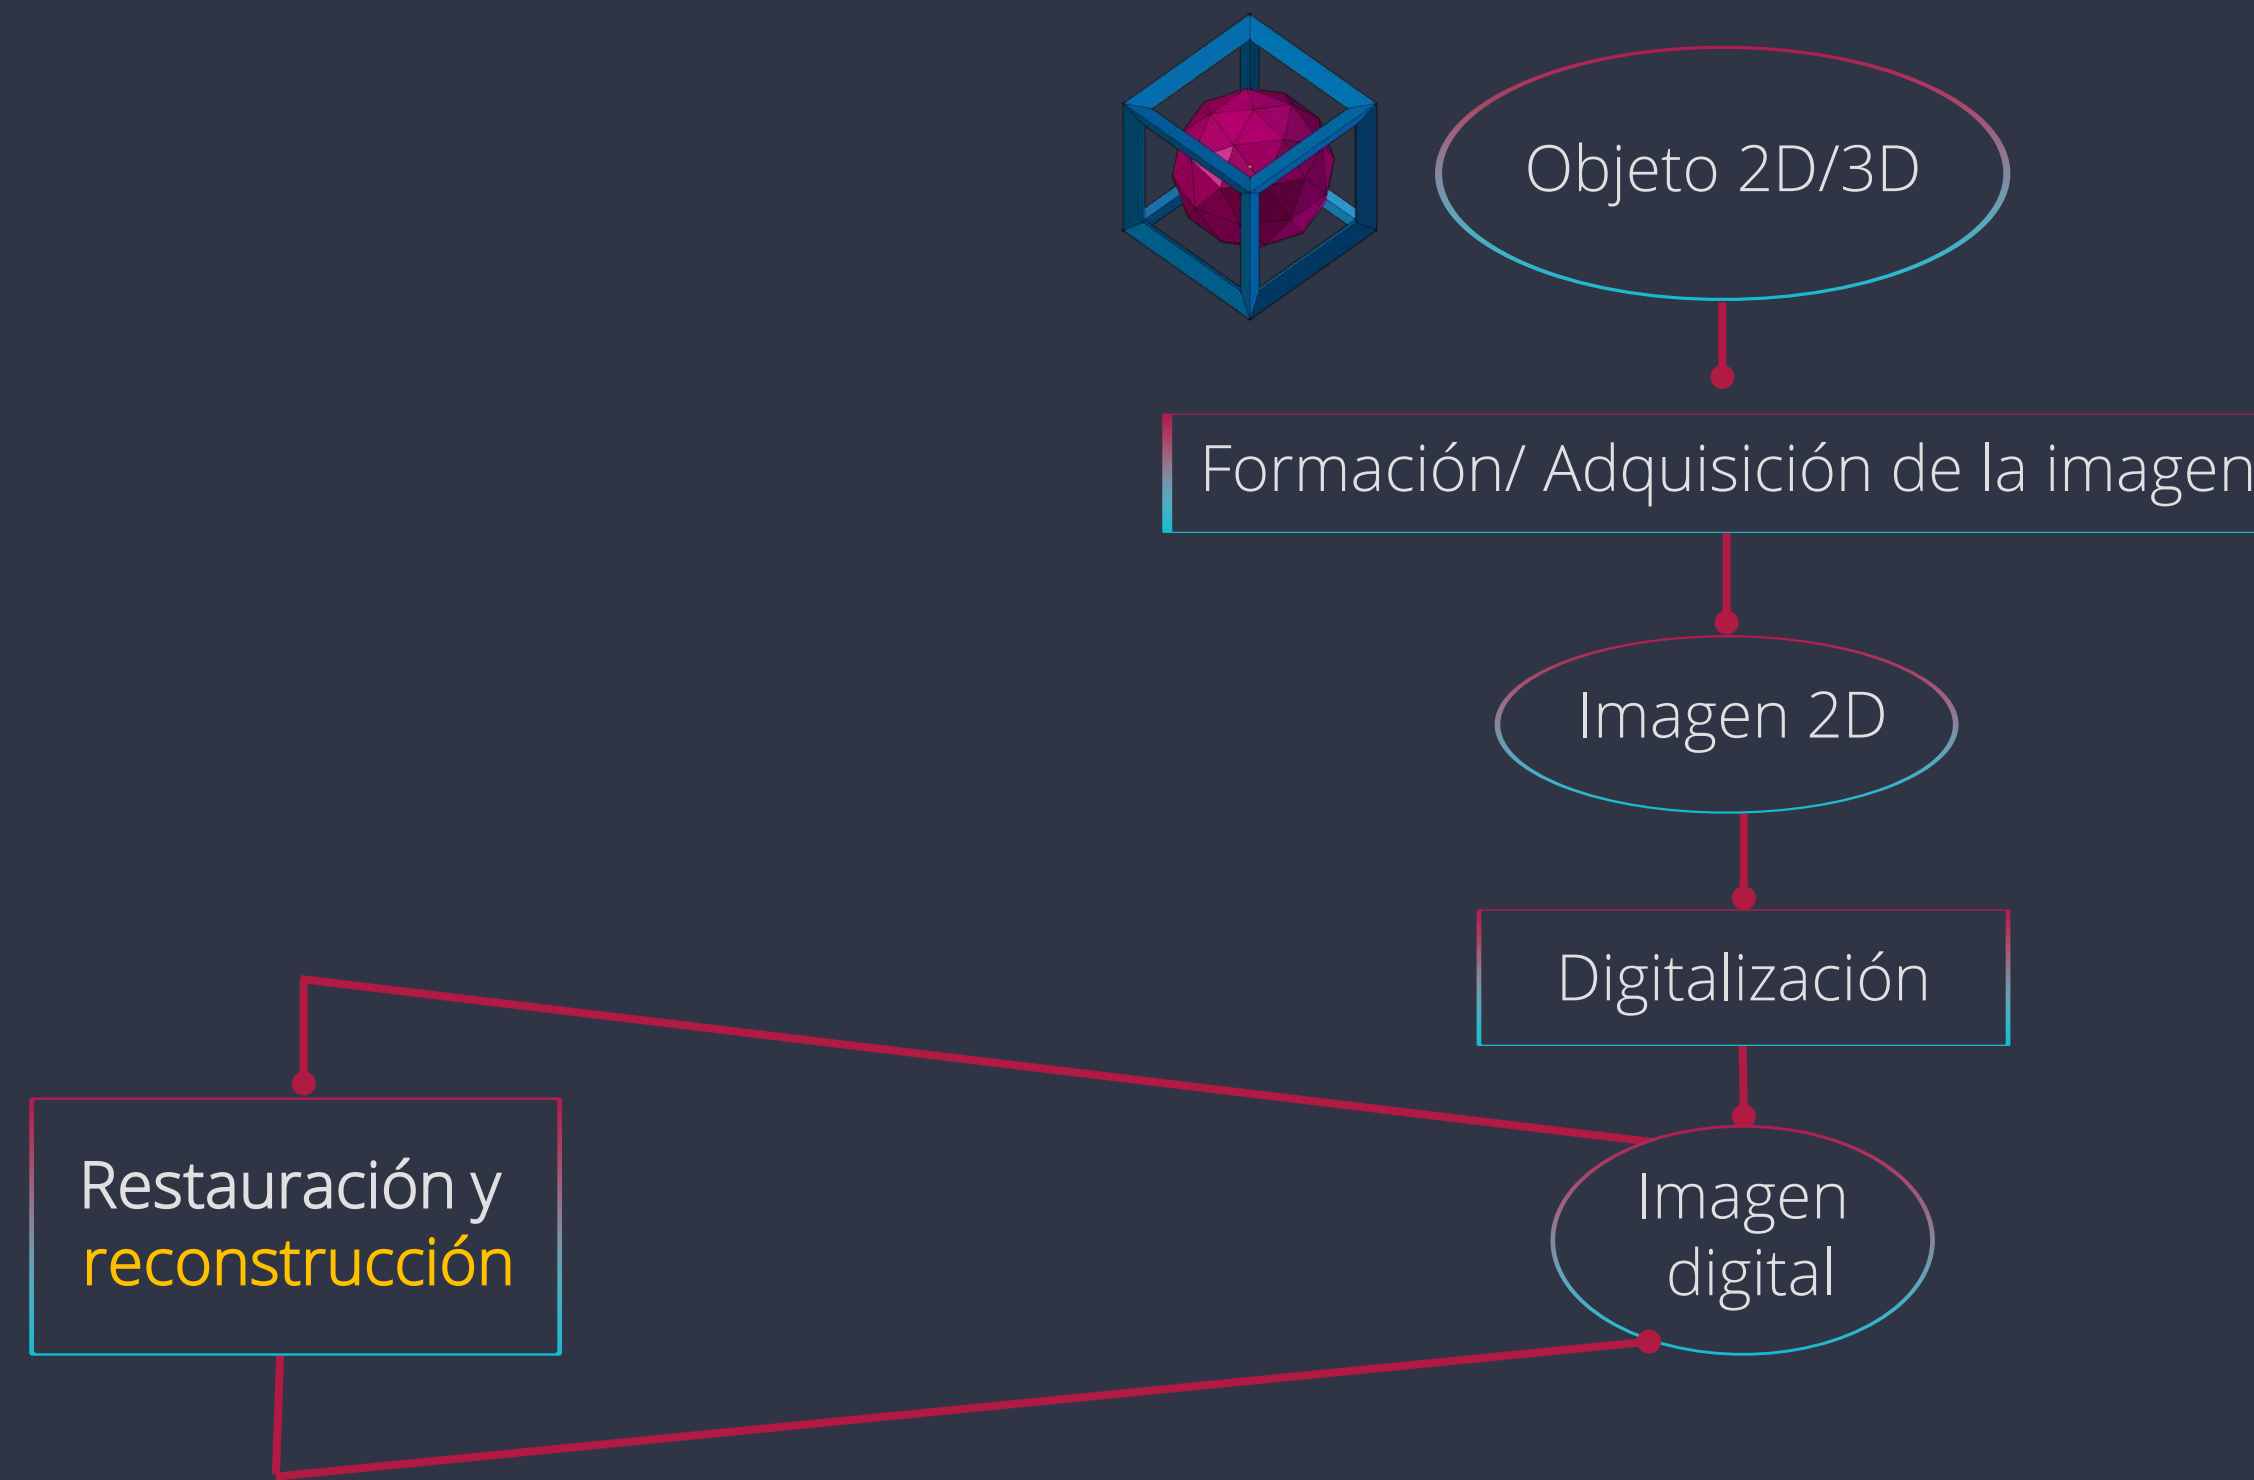 Objeto 2D/3D
Formación/ Adquisición de la imagen
Imagen 2D
Digitalización
Restauración y
reconstrucción
Imagen
digital